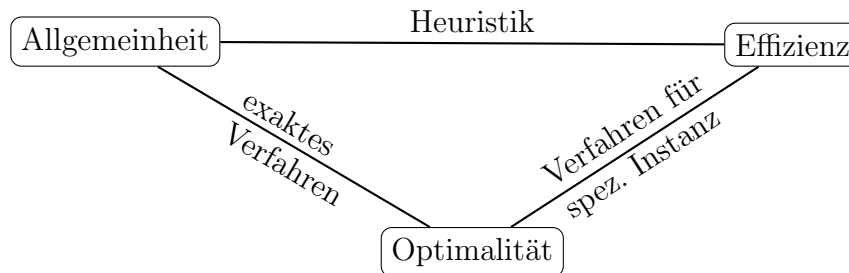 Heuristik
Allgemeinheit
Effizienz
exaktes
Verfahren
Verfahren für
spez. Instanz
Optimalität